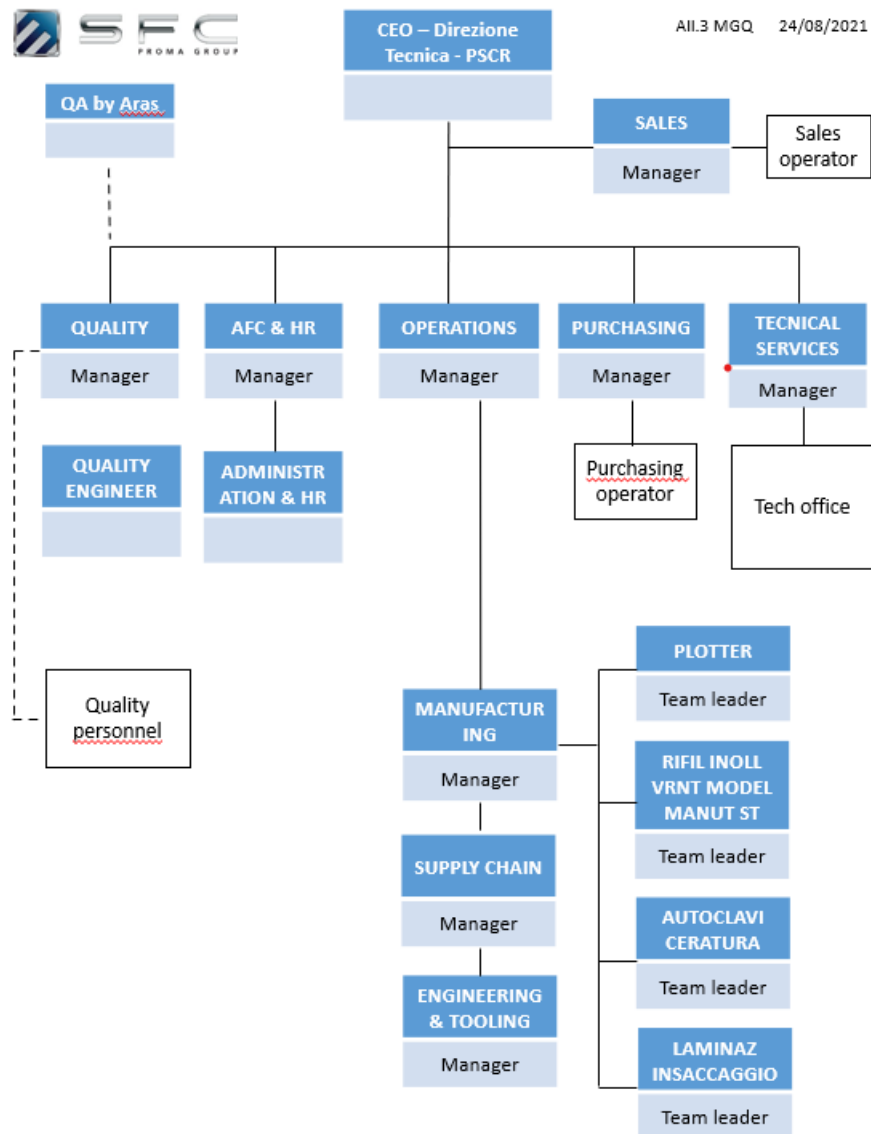 SFC
PROMA GROUP
CEO – Direzione
Tecnica - PSCR
All.3 MGQ 24/08/2021
QA by Aras
SALES
Manager
Sales
operator
QUALITY
Manager
AFC & HR
Manager
OPERATIONS
Manager
PURCHASING
Manager
TECNICAL
SERVICES
Manager
QUALITY
ENGINEER
ADMINISTR
ATION & HR
Purchasing
operator
Tech office
Quality
personnel
MANUFACTUR
ING
Manager
SUPPLY CHAIN
Manager
ENGINEERING
& TOOLING
Manager
PLOTTER
Team leader
RIFIL INOLL
VRNT MODEL
MANUT ST
Team leader
AUTOCLAVI
CERATURA
Team leader
LAMINAZ
INSACCAGGIO
Team leader